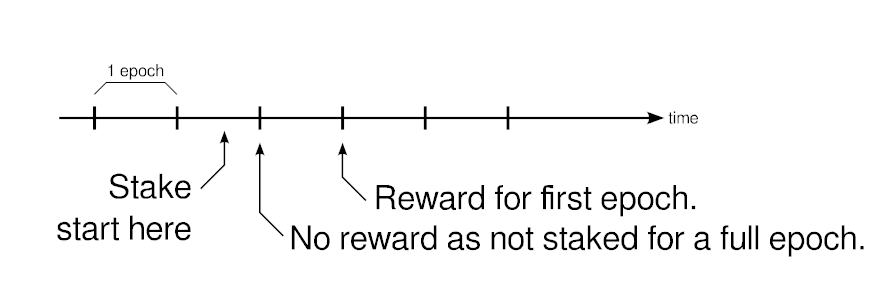 1 epoch
time
Stake
start here
Reward for first epoch.
No reward as not staked for a full epoch.